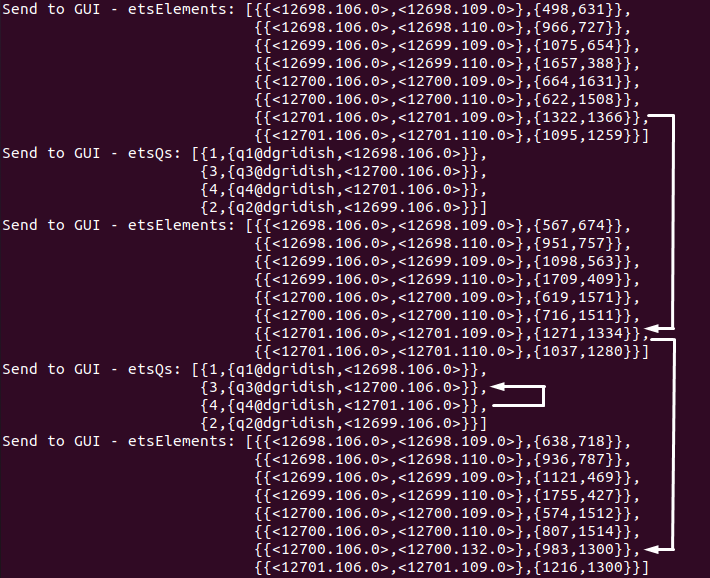 Send to GUI - etsElements: [{{<12698.106.0>,<12698.109.0>},{498,631}},
{{<12698.106.0>,<12698.110.0>},{966,727}},
{{<12699.106.0>,<12699.109.0>},{1075,654}},
{{<12699.106.0>,<12699.110.0>},{1657,388}},
{{<12700.106.0>,<12700.109.0>},{664,1631}},
{{<12700.106.0>,<12700.110.0>},{622,1508}},
{{<12701.106.0>,<12701.109.0>},{1322,1366}},
{{<12701.106.0>,<12701.110.0>},{1095,1259}}]
Send to GUI - etsQs: [{1,{q1@dgridish,<12698.106.0>}},
{3,{q3@dgridish,<12700.106.0>}},
{4,{q4@dgridish,<12701.106.0>}},
{2,{q2@dgridish,<12699.106.0>}}]
Send to GUI - etsElements: [{{<12698.106.0>,<12698.109.0>},{567,674}},
{{<12698.106.0>,<12698.110.0>},{951,757}},
{{<12699.106.0>,<12699.109.0>},{1098,563}},
{{<12699.106.0>,<12699.110.0>},{1709,409}},
{{<12700.106.0>,<12700.109.0>},{619,1571}},
{{<12700.106.0>,<12700.110.0>},{716,1511}},
{{<12701.106.0>,<12701.109.0>},{1271,1334}},
{{<12701.106.0>,<12701.110.0>},{1037,1280}}]
Send to GUI - etsQs: [{1,{q1@dgridish,<12698.106.0>}},
{3,{q3@dgridish,<12700.106.0>}},
{4,{q4@dgridish,<12701.106.0>}},
{2,{q2@dgridish,<12699.106.0>}}]
Send to GUI - etsElements: [{{<12698.106.0>,<12698.109.0>},{638,718}},
{{<12698.106.0>,<12698.110.0>},{936,787}},
{{<12699.106.0>,<12699.109.0>},{1121,469}},
{{<12699.106.0>,<12699.110.0>},{1755,427}},
{{<12700.106.0>,<12700.109.0>},{574,1512}},
{{<12700.106.0>,<12700.110.0>},{807,1514}},
{{<12700.106.0>,<12700.132.0>},{983,1300}},
{{<12701.106.0>,<12701.109.0>},{1216,1300}}]